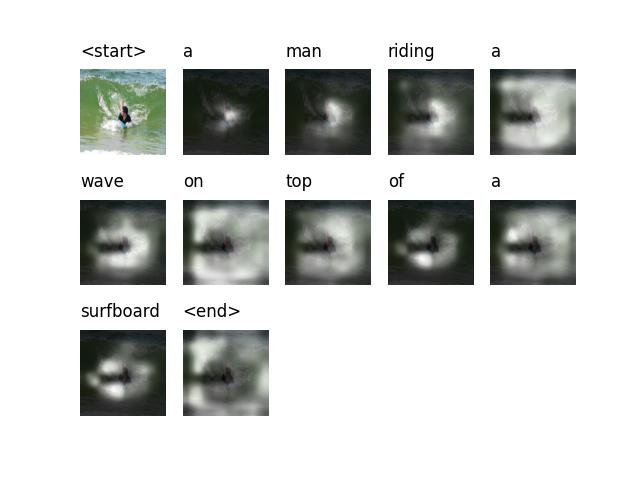 <start> a man riding a
wave on top of a
surfboard <end>